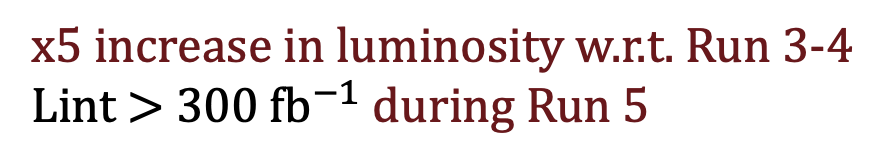 x5 increase in luminosity w.r.t. Run 3-4
Lint > 300 fb⁻¹ during Run 5